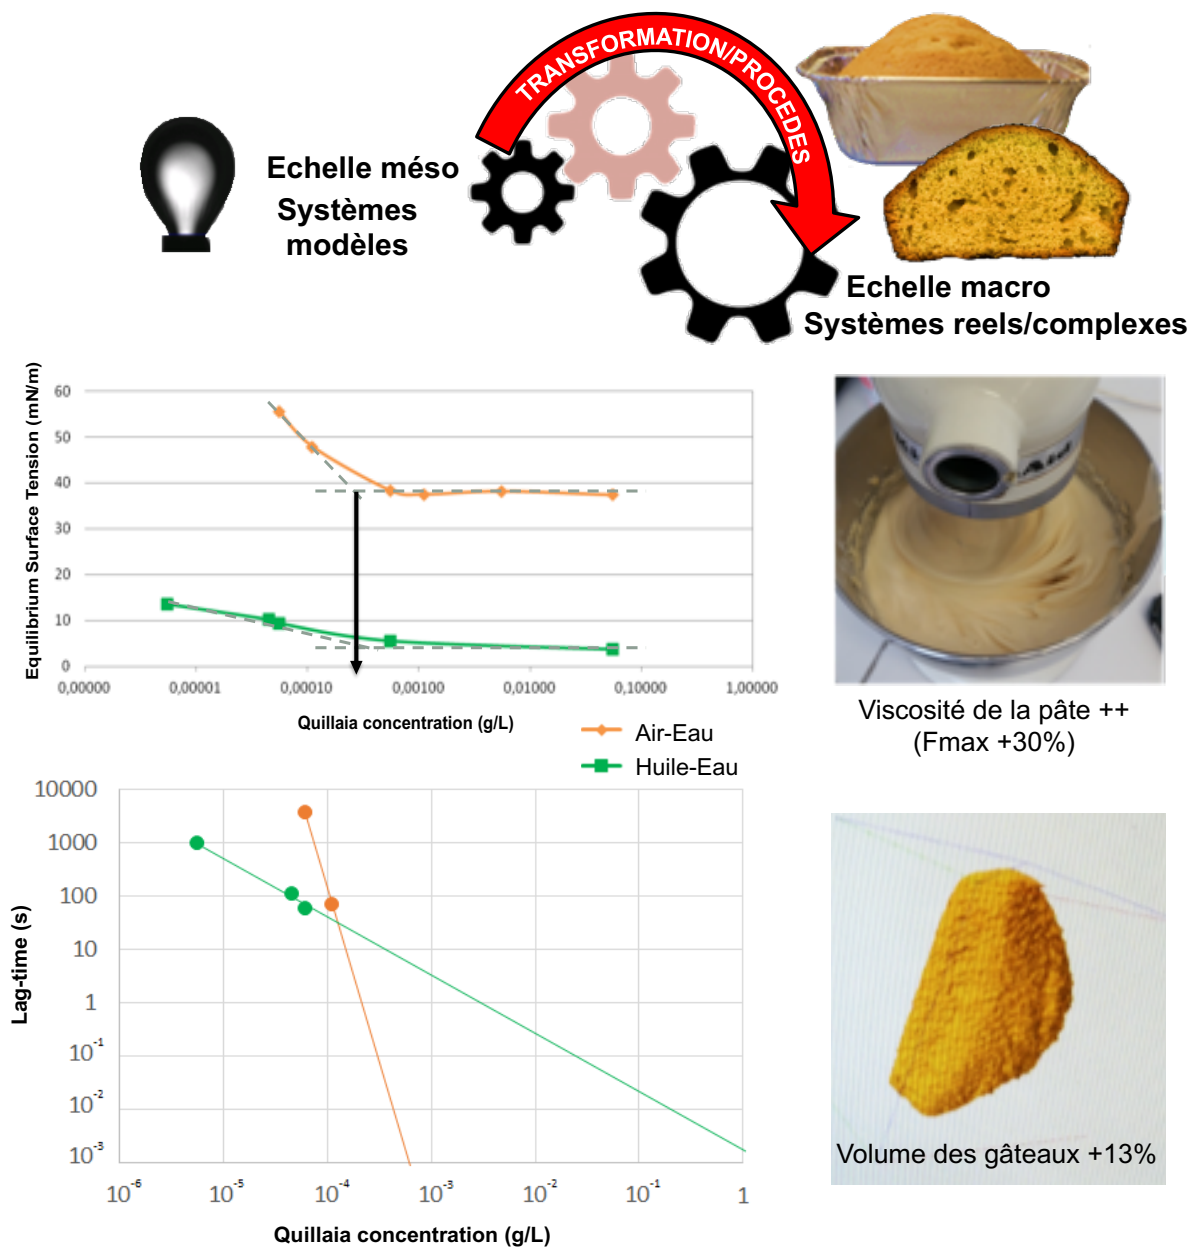 TRANSFORMATION/PROCEDES
Echelle méso
Systèmes
modèles
Echelle macro
Systèmes reels/complexes
Equilibrium Surface Tension (mN/m)
60
50
40
30
20
10
0
0,00000
0,00001
0,00010
0,00100
0,01000
0,10000
1,00000
Quillaia concentration (g/L)
Air-Eau
Huile-Eau
Viscosité de la pâte ++
(Fmax +30%)
Lag-time (s)
10000
1000
100
10
1
10⁻¹
10⁻²
10⁻³
10⁻⁶
10⁻⁵
10⁻⁴
10⁻³
10⁻²
10⁻¹
1
Quillaia concentration (g/L)
Volume des gâteaux +13%